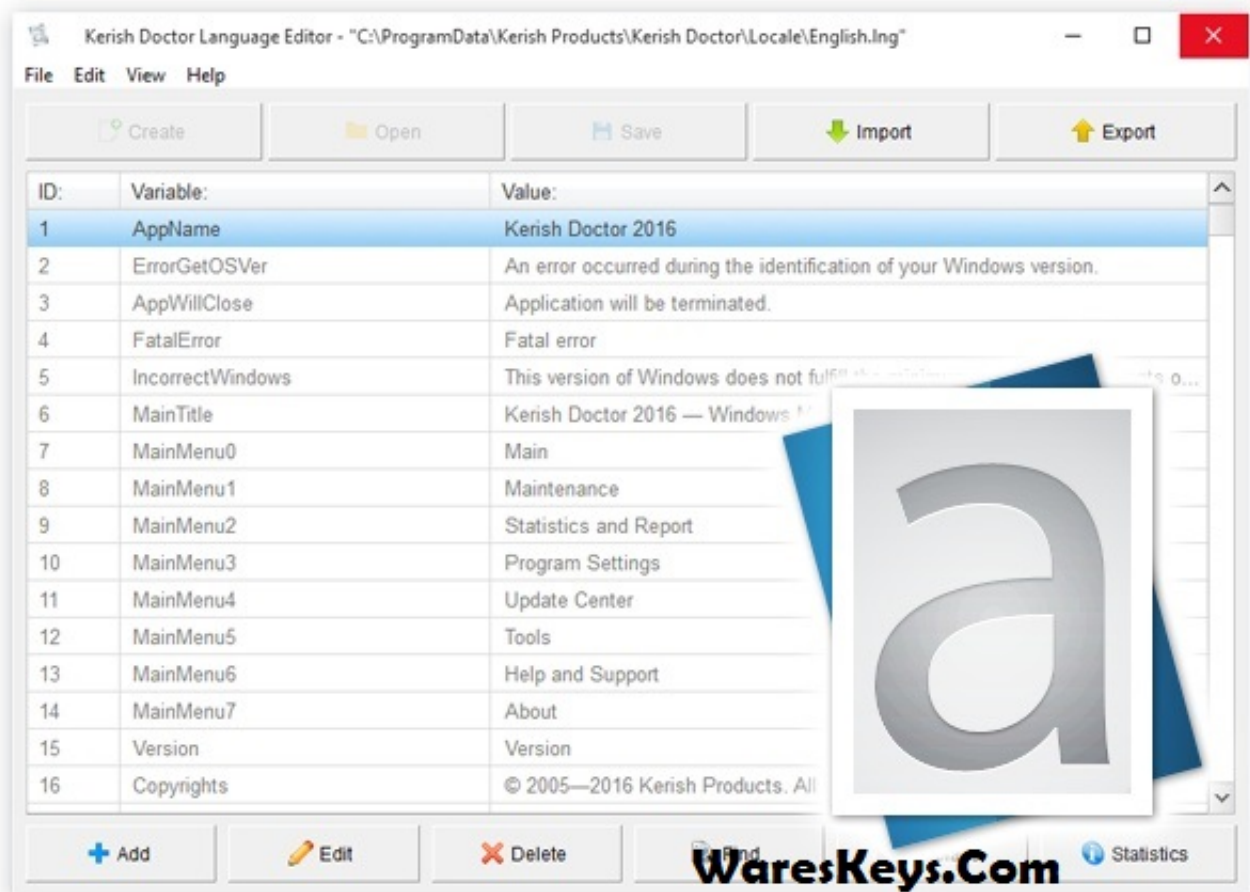 Kerish Doctor Language Editor - "C:\ProgramData\Kerish Products\Kerish Doctor\Locale\English.lng"
File Edit View Help
Create Open Save Import Export
ID: Variable: Value:
1 AppName Kerish Doctor 2016
2 ErrorGetOSVer An error occurred during the identification of your Windows version.
3 AppWillClose Application will be terminated.
4 FatalError Fatal error
5 IncorrectWindows This version of Windows does not fulfill the o...
6 MainTitle Kerish Doctor 2016 — Windows
7 MainMenu0 Main
8 MainMenu1 Maintenance
9 MainMenu2 Statistics and Report
10 MainMenu3 Program Settings
11 MainMenu4 Update Center
12 MainMenu5 Tools
13 MainMenu6 Help and Support
14 MainMenu7 About
15 Version Version
16 Copyrights © 2005—2016 Kerish Products. All
a
Add Edit Delete Find Statistics
WaresKeys.Com